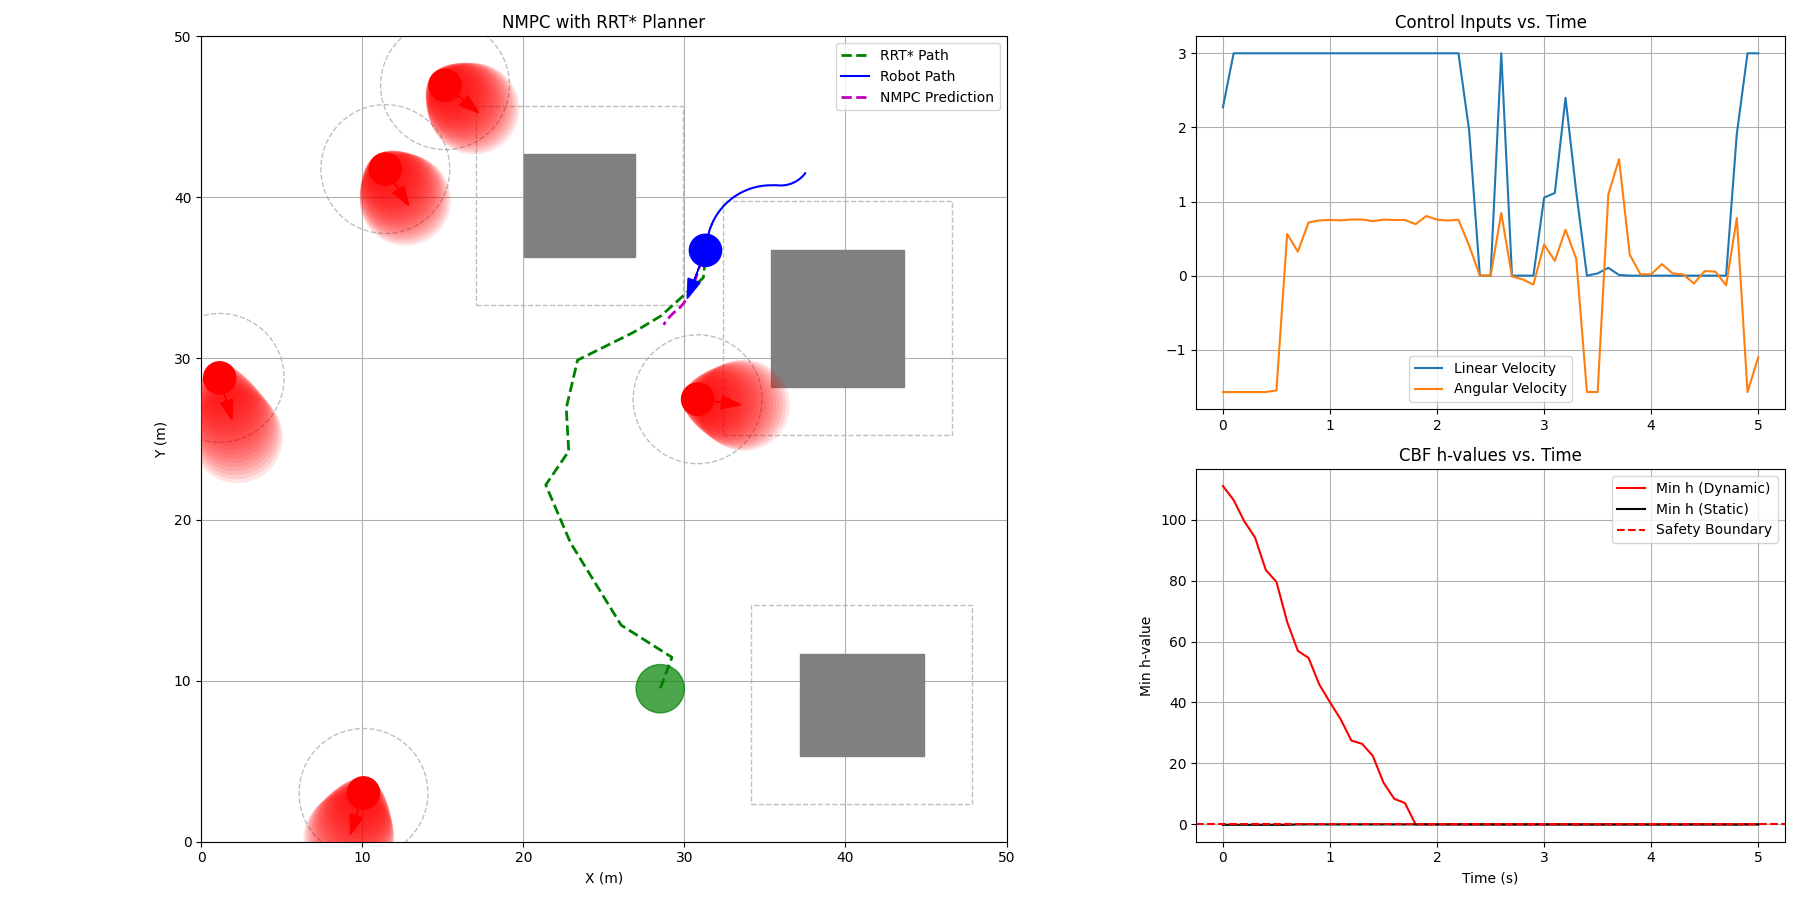 NMPC with RRT* Planner
50
40
30
20
10
0
Y (m)
0 10 20 30 40 50
X (m)
RRT* Path
Robot Path
NMPC Prediction
Control Inputs vs. Time
3
2
1
0
−1
0 1 2 3 4 5
Linear Velocity
Angular Velocity
CBF h-values vs. Time
100
80
60
40
20
0
Min h-value
0 1 2 3 4 5
Time (s)
Min h (Dynamic)
Min h (Static)
Safety Boundary